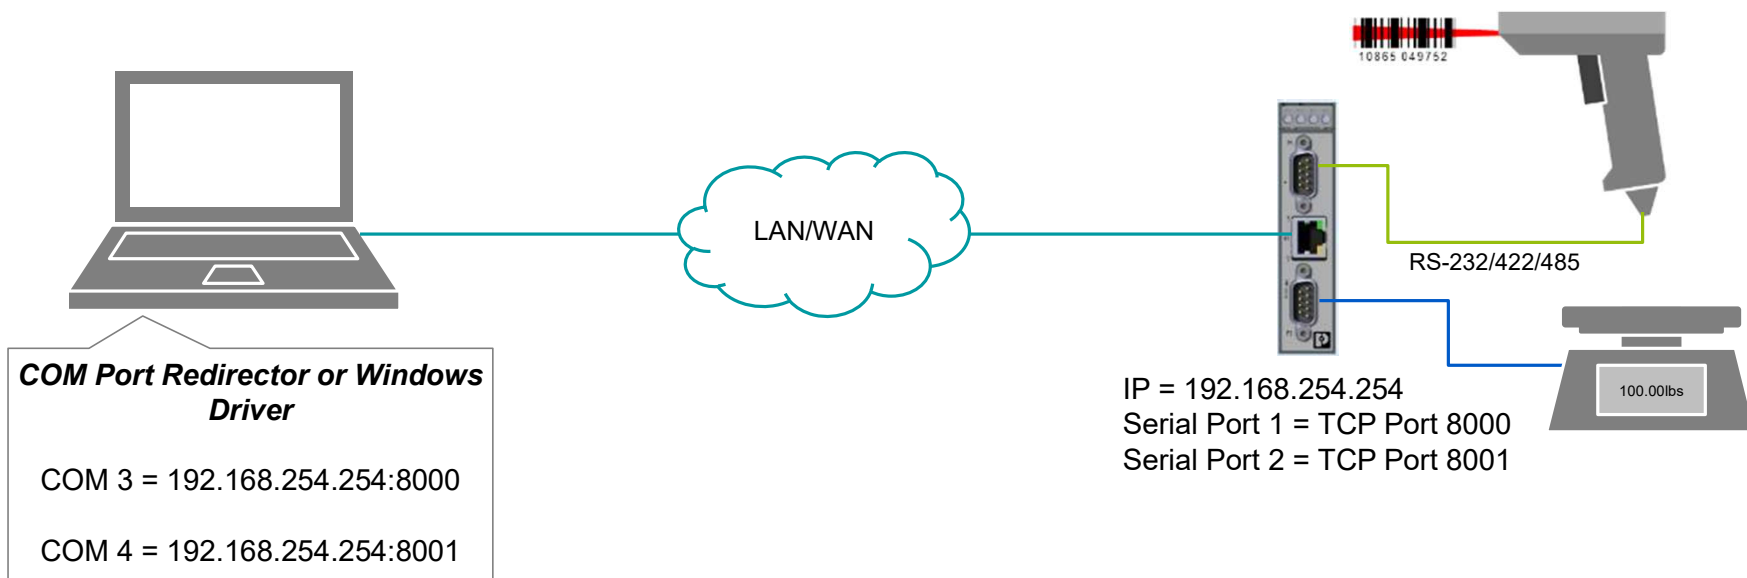 10865 049752
LAN/WAN
RS-232/422/485
COM Port Redirector or Windows
Driver
COM 3 = 192.168.254.254:8000
COM 4 = 192.168.254.254:8001
IP = 192.168.254.254
Serial Port 1 = TCP Port 8000
Serial Port 2 = TCP Port 8001
100.00lbs